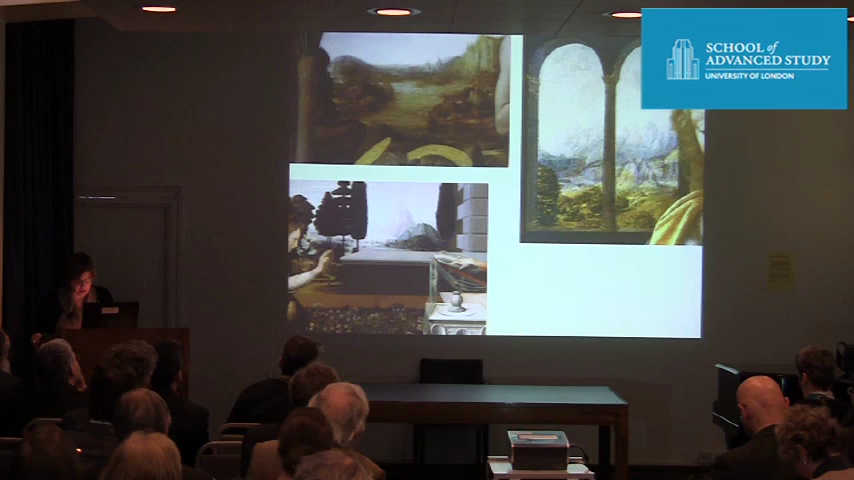 SCHOOL of
ADVANCED STUDY
UNIVERSITY OF LONDON